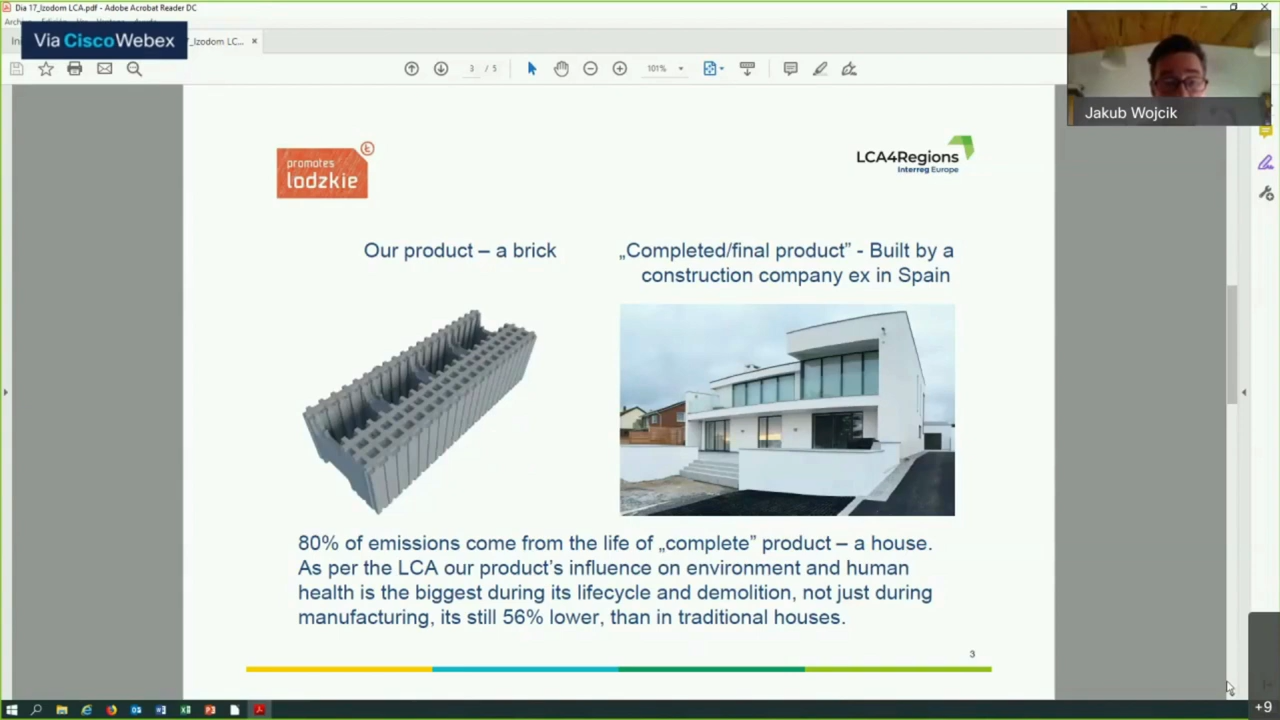 Dia 17_Izodom LCA.pdf - Adobe Acrobat Reader DC
Via CiscoWebex
_Izodom LC...
3 / 5
101%
Jakub Wojcik
promotes
lodzkie
LCA4Regions
Interreg Europe
Our product – a brick
„Completed/final product” - Built by a
construction company ex in Spain
80% of emissions come from the life of „complete” product – a house.
As per the LCA our product’s influence on environment and human
health is the biggest during its lifecycle and demolition, not just during
manufacturing, its still 56% lower, than in traditional houses.
3
+9